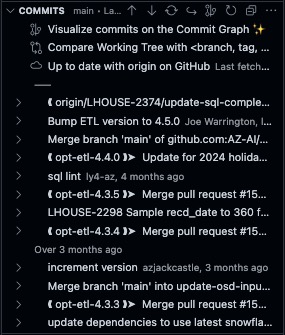 COMMITS main • La...
Visualize commits on the Commit Graph ✨
Compare Working Tree with <branch, tag, ...
Up to date with origin on GitHub Last fetch...
⟪ origin/LHOUSE-2374/update-sql-comple...
Bump ETL version to 4.5.0 Joe Warrington, l...
Merge branch 'main' of github.com:AZ-AI/...
⟪ opt-etl-4.4.0 ⟫➤ Update for 2024 holida...
sql lint ly4-az, 4 months ago
⟪ opt-etl-4.3.5 ⟫➤ Merge pull request #15...
LHOUSE-2298 Sample recd_date to 360 f...
⟪ opt-etl-4.3.4 ⟫➤ Merge pull request #15...
Over 3 months ago
increment version azjackcastle, 3 months ago
Merge branch 'main' into update-osd-inpu...
⟪ opt-etl-4.3.3 ⟫➤ Merge pull request #15...
update dependencies to use latest snowfla...